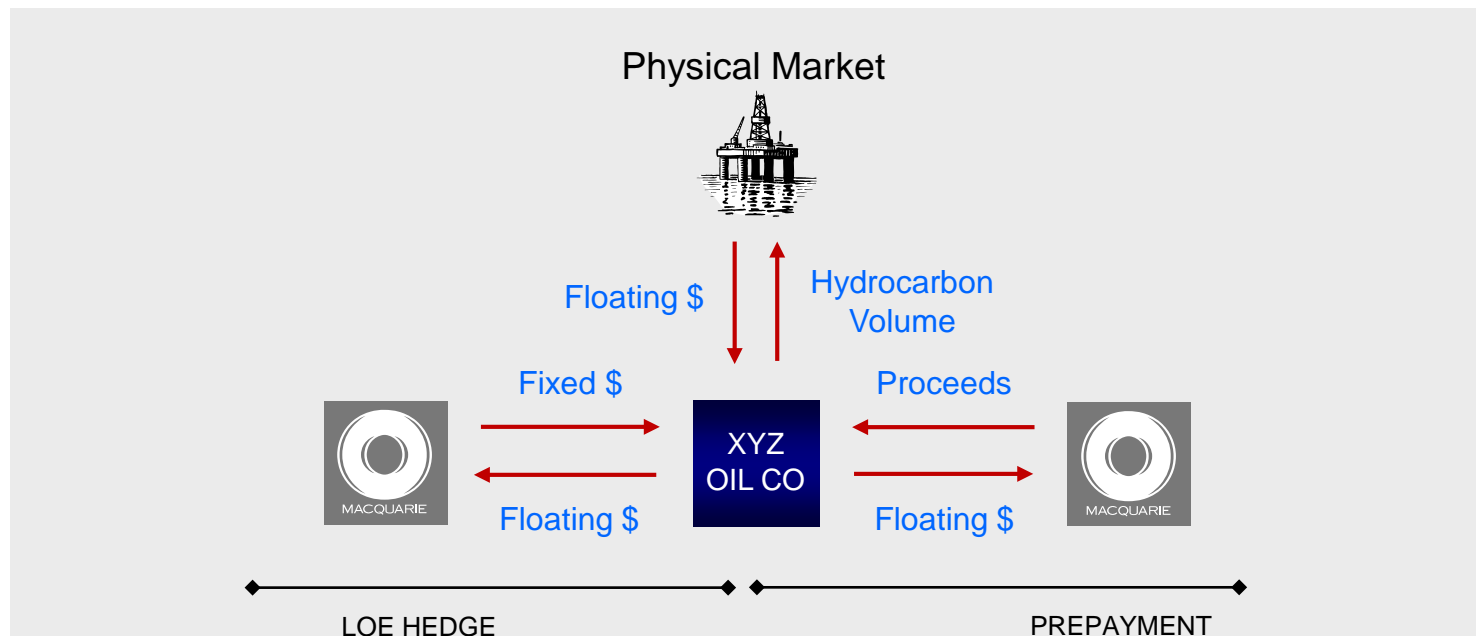 Physical Market
Floating $
Hydrocarbon
Volume
Fixed $
Proceeds
MACQUARIE
XYZ
OIL CO
MACQUARIE
Floating $
Floating $
LOE HEDGE
PREPAYMENT